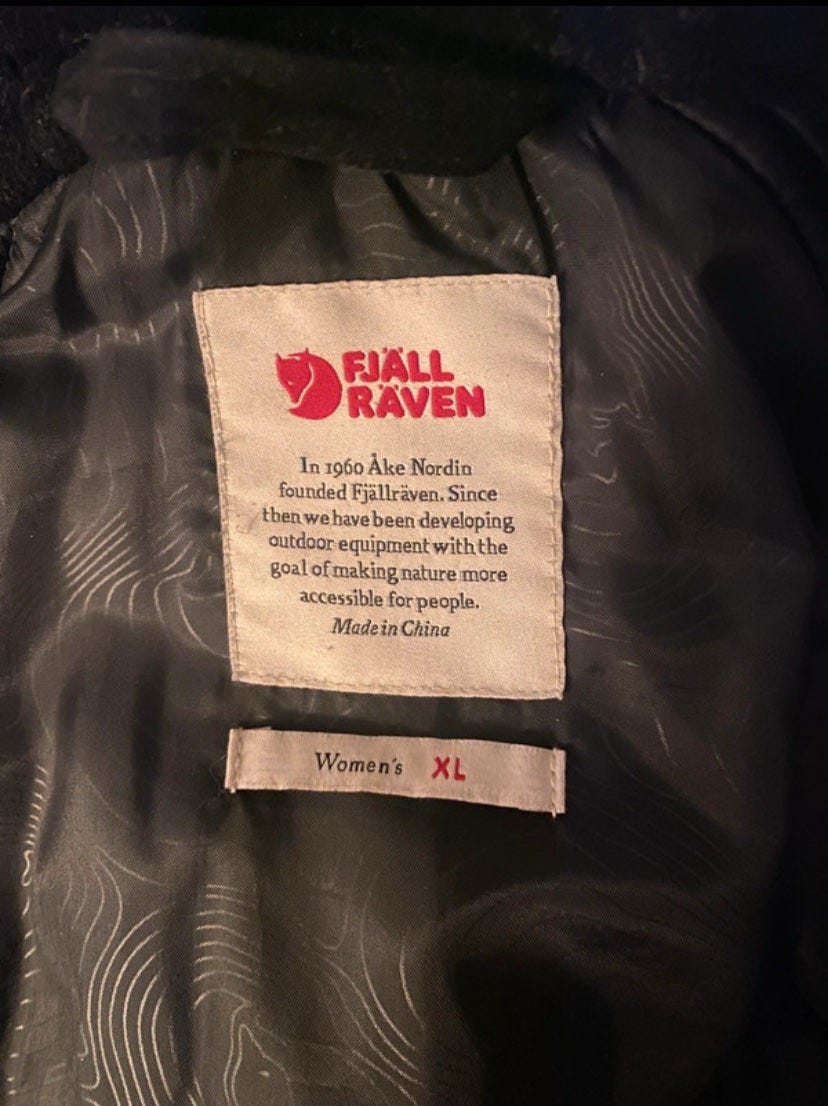 FJÄLL
RÄVEN
In 1960 Åke Nordin
founded Fjällräven. Since
then we have been developing
outdoor equipment with the
goal of making nature more
accessible for people.
Made in China
Women's XL